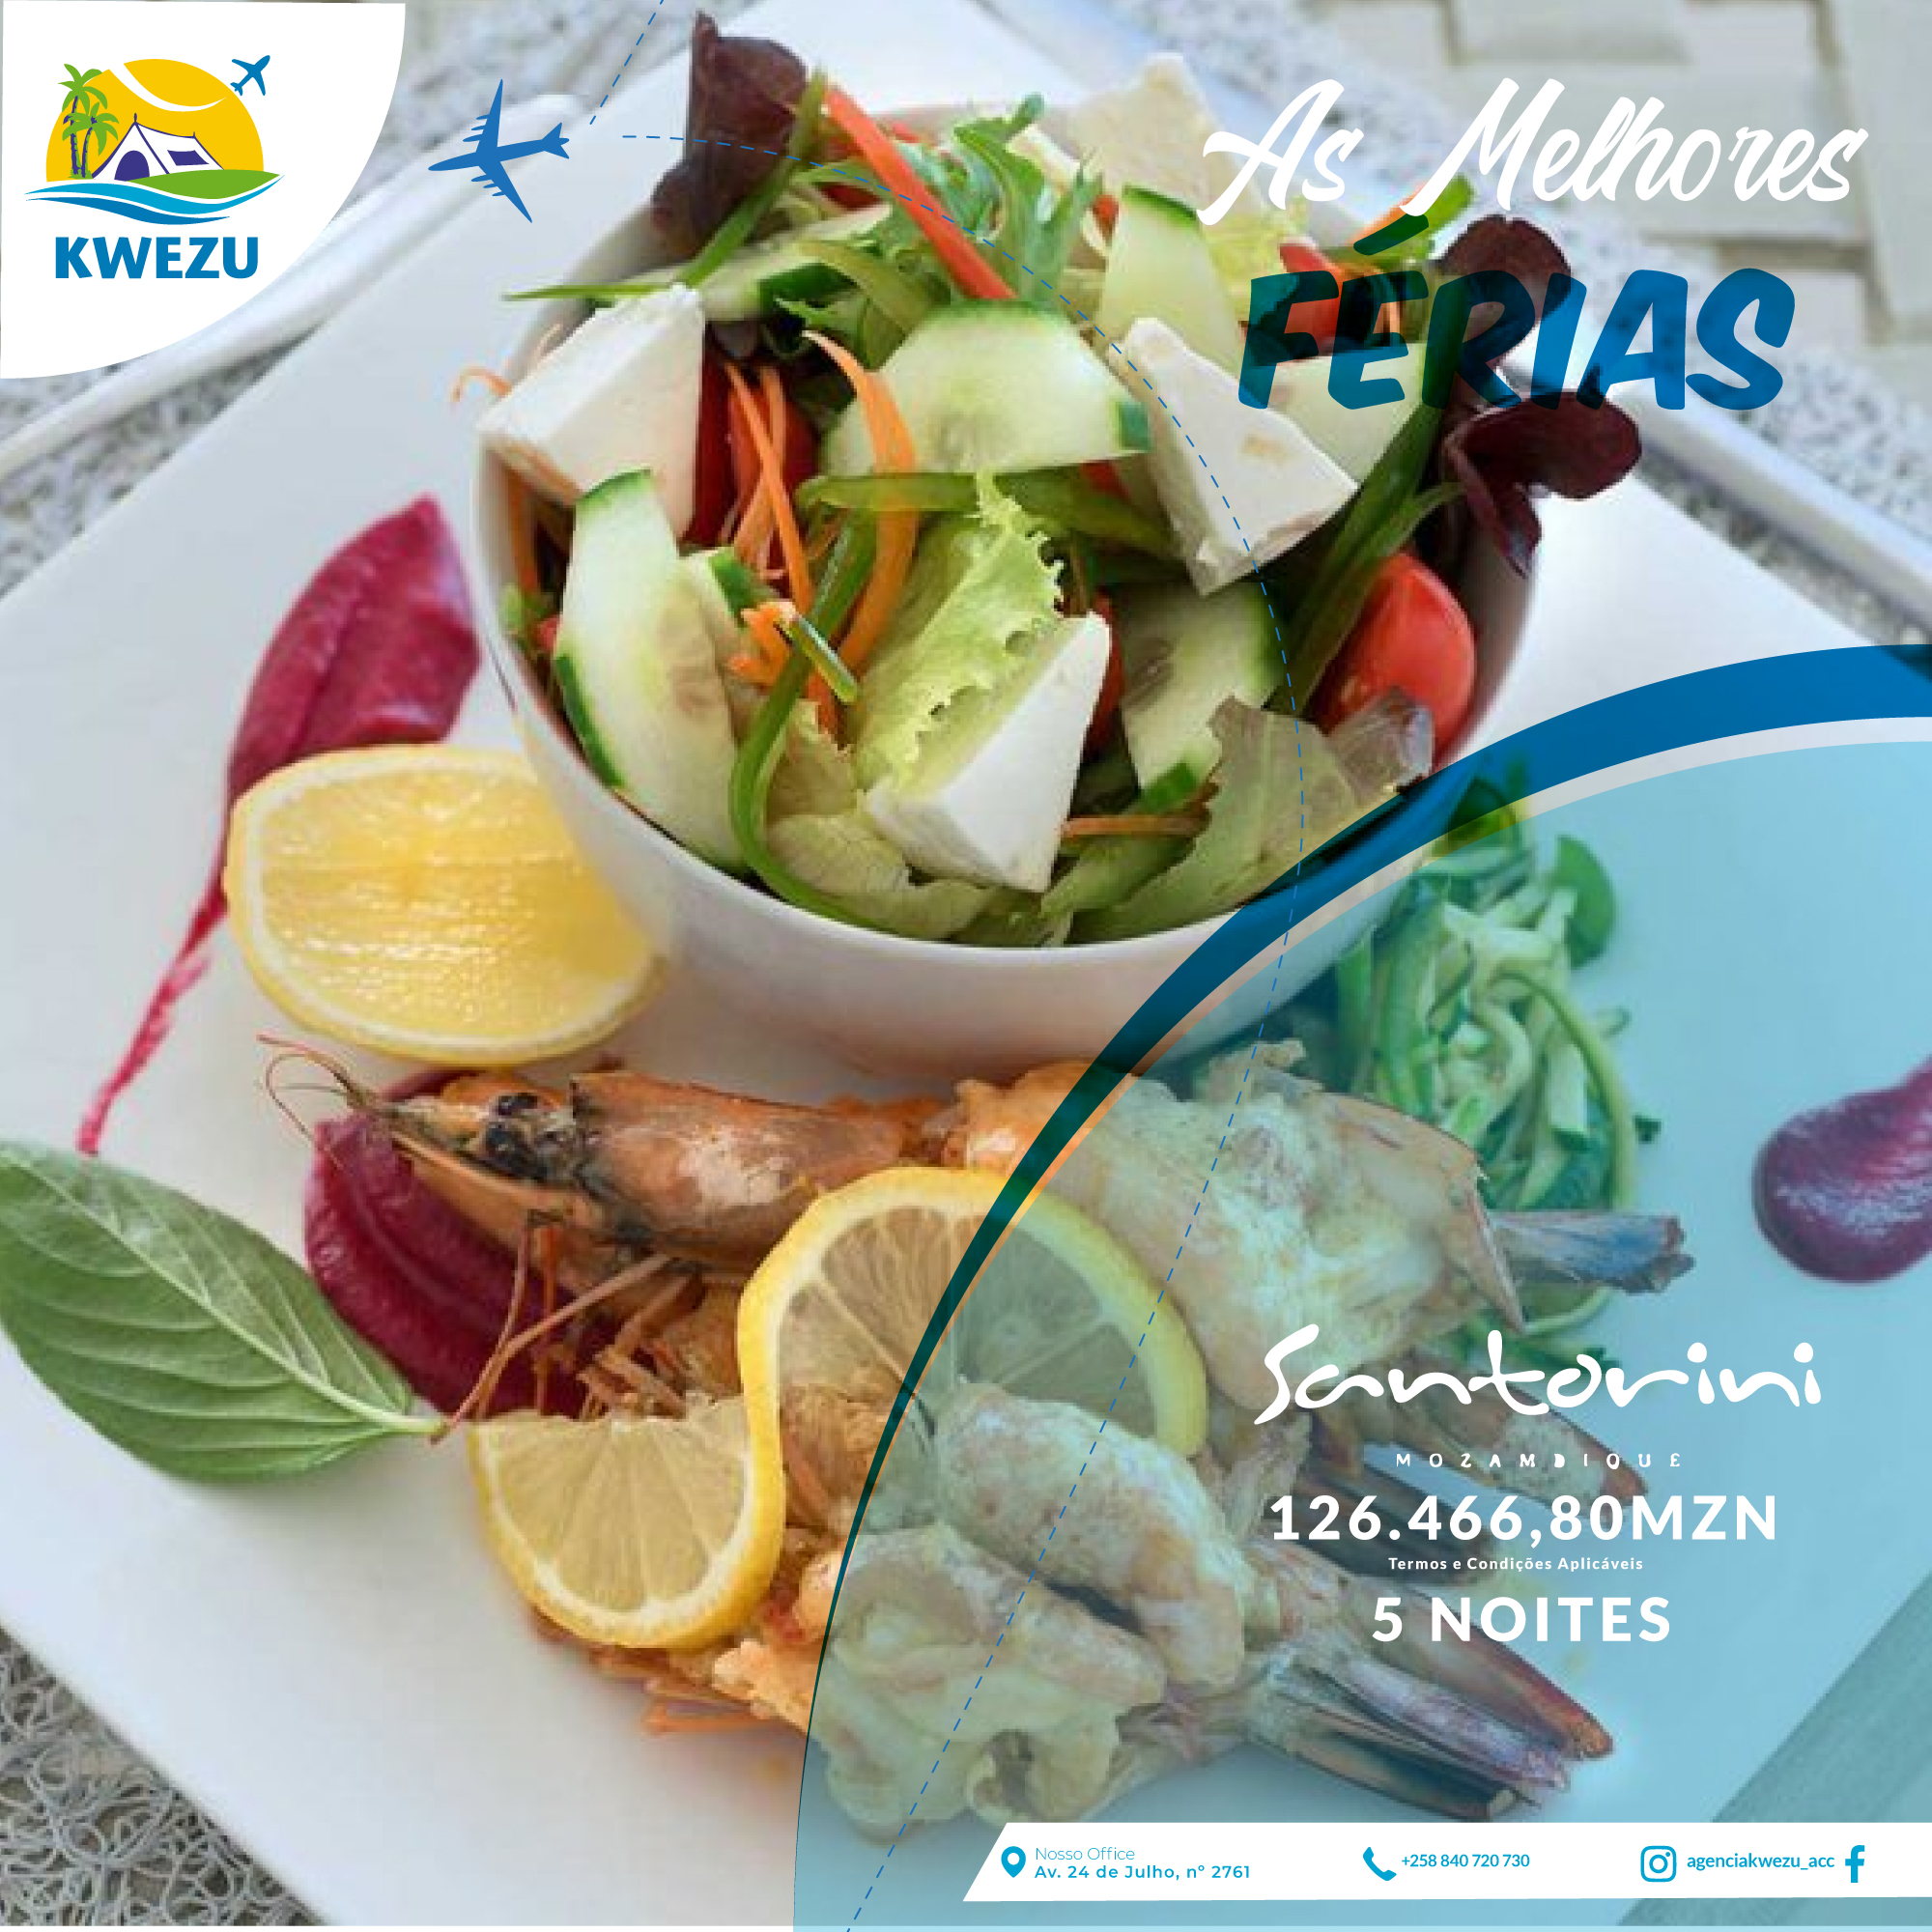 KWEZU
As Melhores
FÉRIAS
Santorini
MOZAMBIQUE
126.466,80MZN
Termos e Condições Aplicáveis
5 NOITES
Nosso Office
Av. 24 de Julho, nº 2761
+258 840 720 730
agenciakwezu_acc